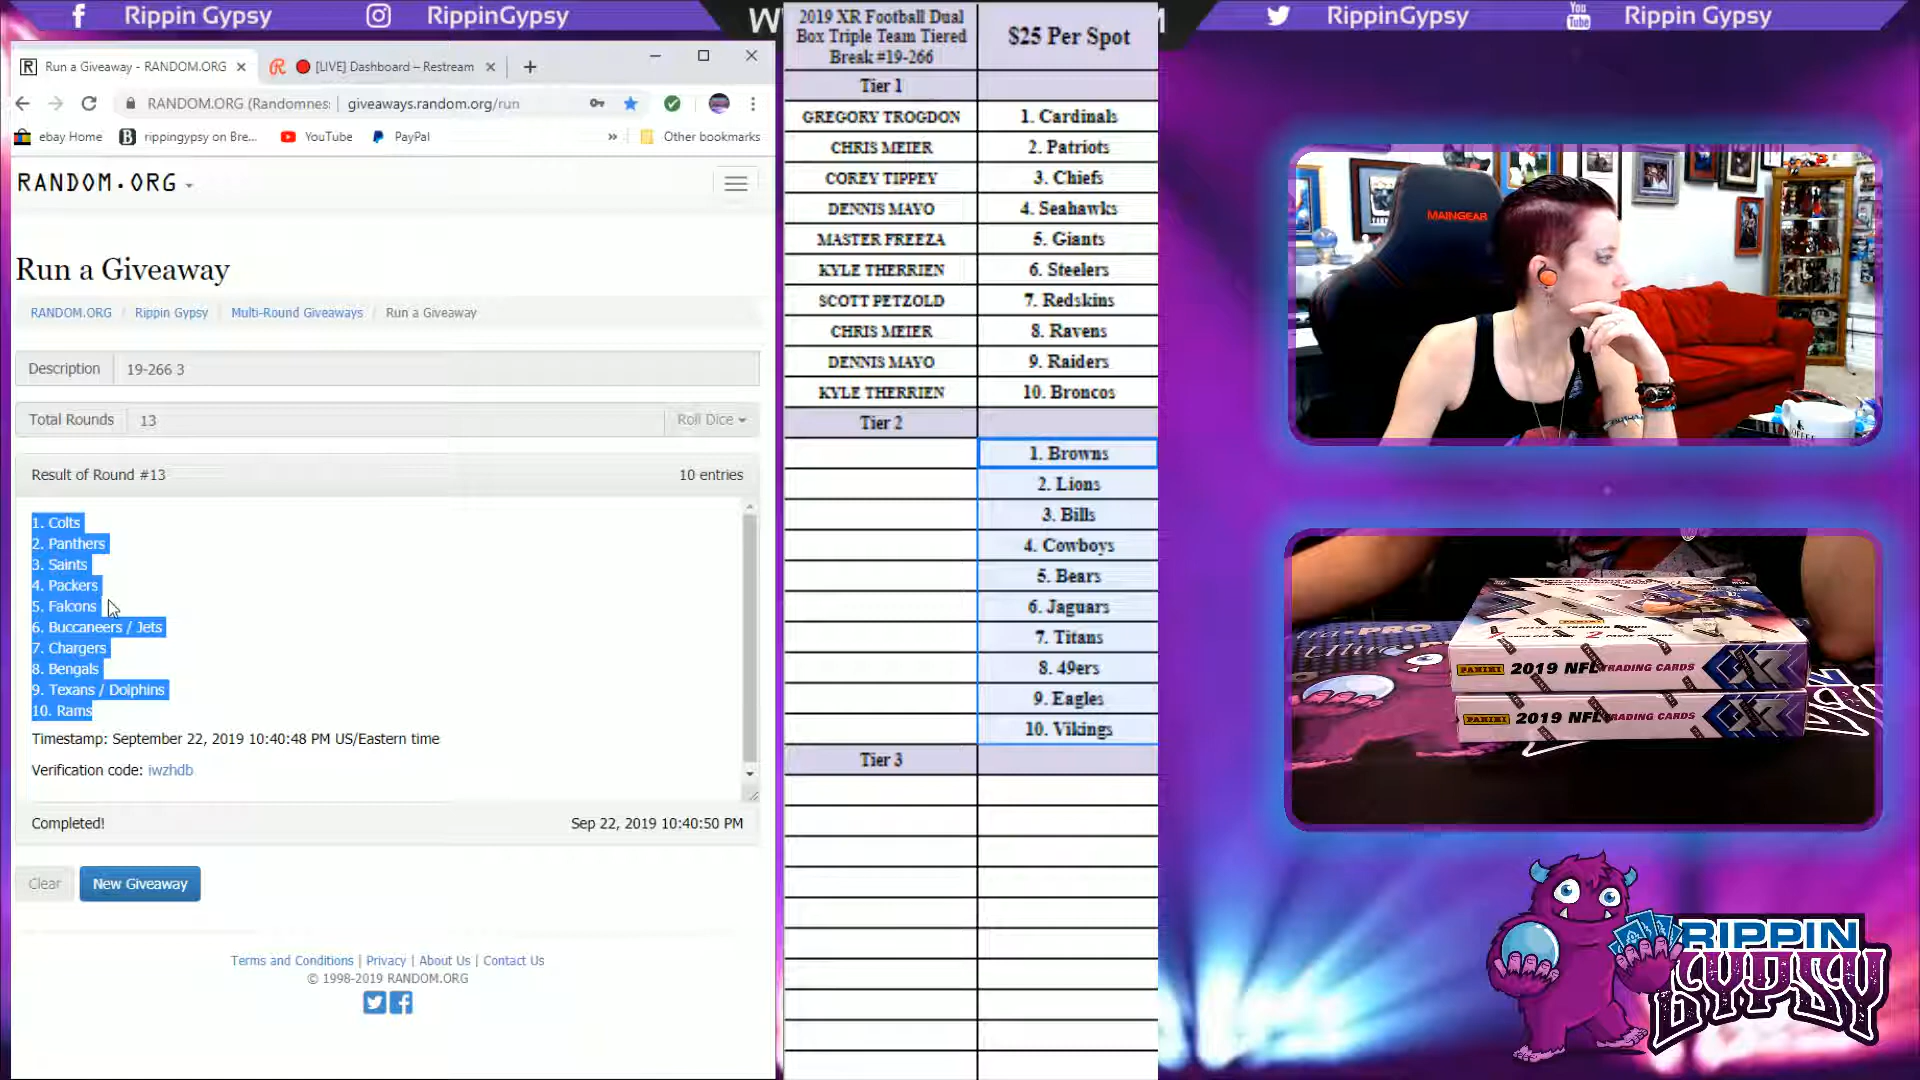 Rippin Gypsy
RippinGypsy
RippinGypsy
Rippin Gypsy
Run a Giveaway - RANDOM.ORG
[LIVE] Dashboard – Restream
RANDOM.ORG (Randomness
giveaways.random.org/run
ebay Home
rippingypsy on Bre...
YouTube
PayPal
Other bookmarks
RANDOM.ORG
Run a Giveaway
RANDOM.ORG
Rippin Gypsy
Multi-Round Giveaways
Run a Giveaway
Description 19-266 3
Total Rounds 13 Roll Dice
Result of Round #13 10 entries
1. Colts
2. Panthers
3. Saints
4. Packers
5. Falcons
6. Buccaneers / Jets
7. Chargers
8. Bengals
9. Texans / Dolphins
10. Rams
Timestamp: September 22, 2019 10:40:48 PM US/Eastern time
Verification code: iwzhdb
Completed! Sep 22, 2019 10:40:50 PM
Clear New Giveaway
Terms and Conditions | Privacy | About Us | Contact Us
© 1998-2019 RANDOM.ORG
2019 XR Football Dual
Box Triple Team Tiered
Break #19-266
$25 Per Spot
Tier 1
GREGORY TROGDON 1. Cardinals
CHRIS MEIER 2. Patriots
COREY TIPPEY 3. Chiefs
DENNIS MAYO 4. Seahawks
MASTER FREEZA 5. Giants
KYLE THERRIEN 6. Steelers
SCOTT PETZOLD 7. Redskins
CHRIS MEIER 8. Ravens
DENNIS MAYO 9. Raiders
KYLE THERRIEN 10. Broncos
Tier 2
1. Browns
2. Lions
3. Bills
4. Cowboys
5. Bears
6. Jaguars
7. Titans
8. 49ers
9. Eagles
10. Vikings
Tier 3
MAINGEAR
PANINI 2019 NFL TRADING CARDS
PANINI 2019 NFL TRADING CARDS
RIPPIN
GYPSY